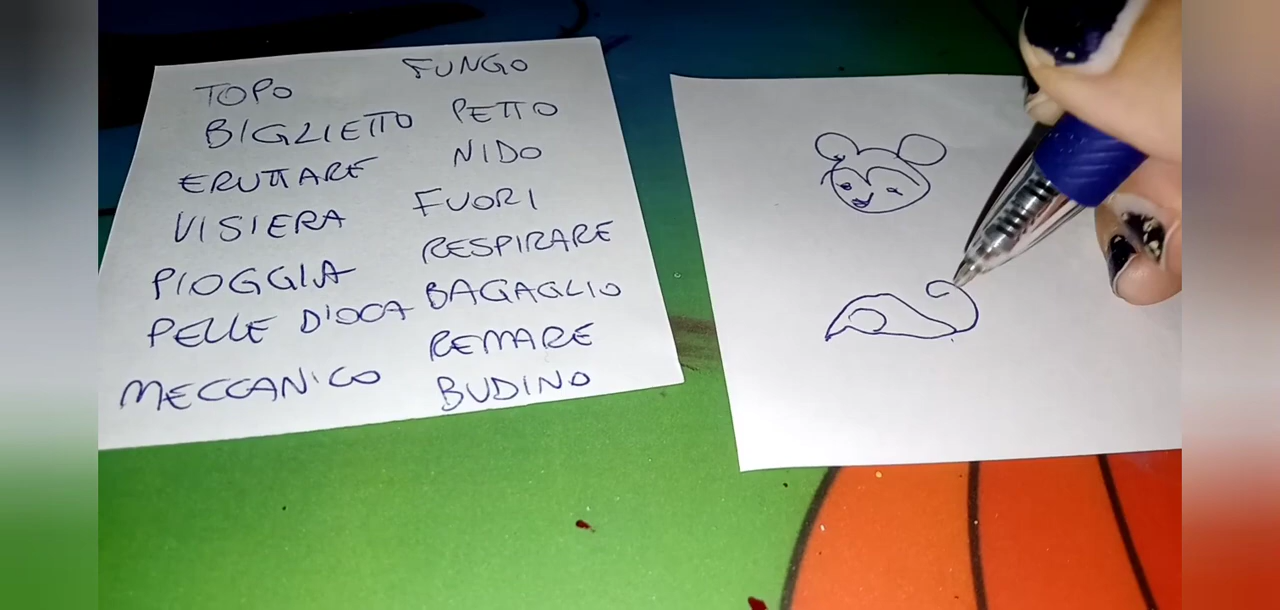 TOPO
BIGLIETTO
ERUTTARE
VISIERA
PIOGGIA
PELLE D'OCA
MECCANICO
FUNGO
PETTO
NIDO
FUORI
RESPIRARE
BAGAGLIO
REMARE
BUDINO